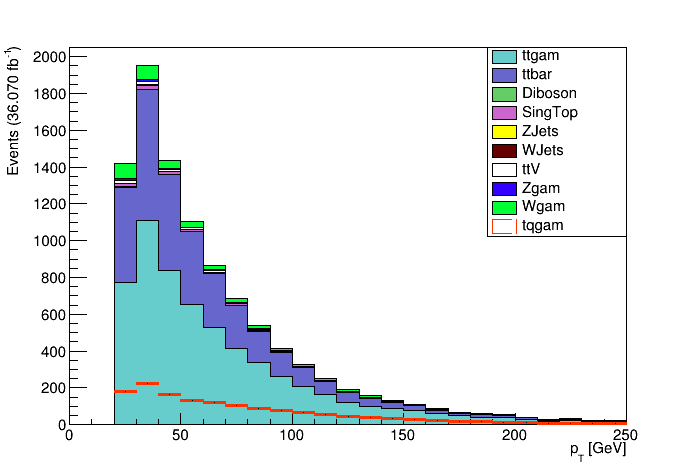 Events (36.070 fb-1)
2000
1800
1600
1400
1200
1000
800
600
400
200
0
0 50 100 150 200 250
pT [GeV]
ttgam
ttbar
Diboson
SingTop
ZJets
WJets
ttV
Zgam
Wgam
tqgam